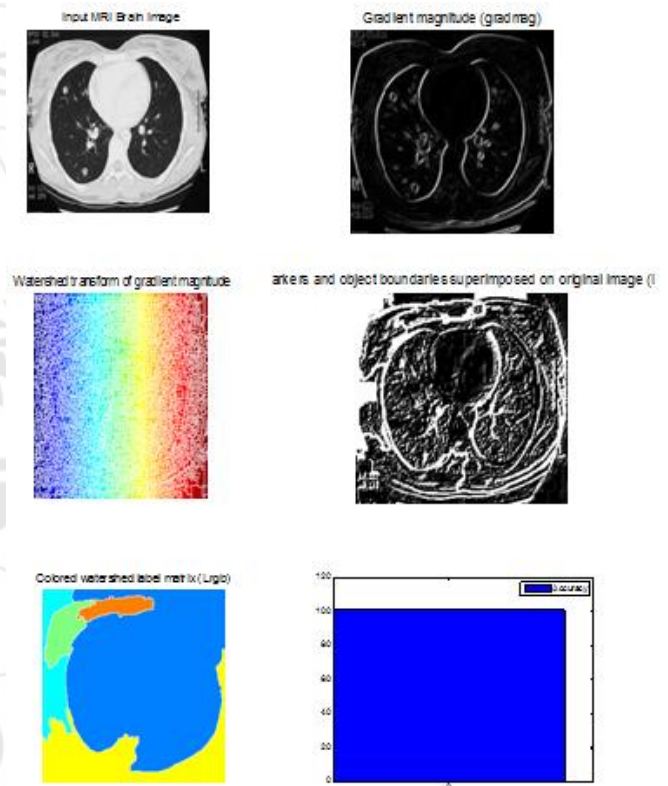 Input MRI Brain Image
Gradient magnitude (gradmag)
Watershed transform of gradient magnitude
arkers and object boundaries superimposed on original image (I
Colored watershed label matrix (Lrgb)
120
100
80
60
40
20
0
Accuracy